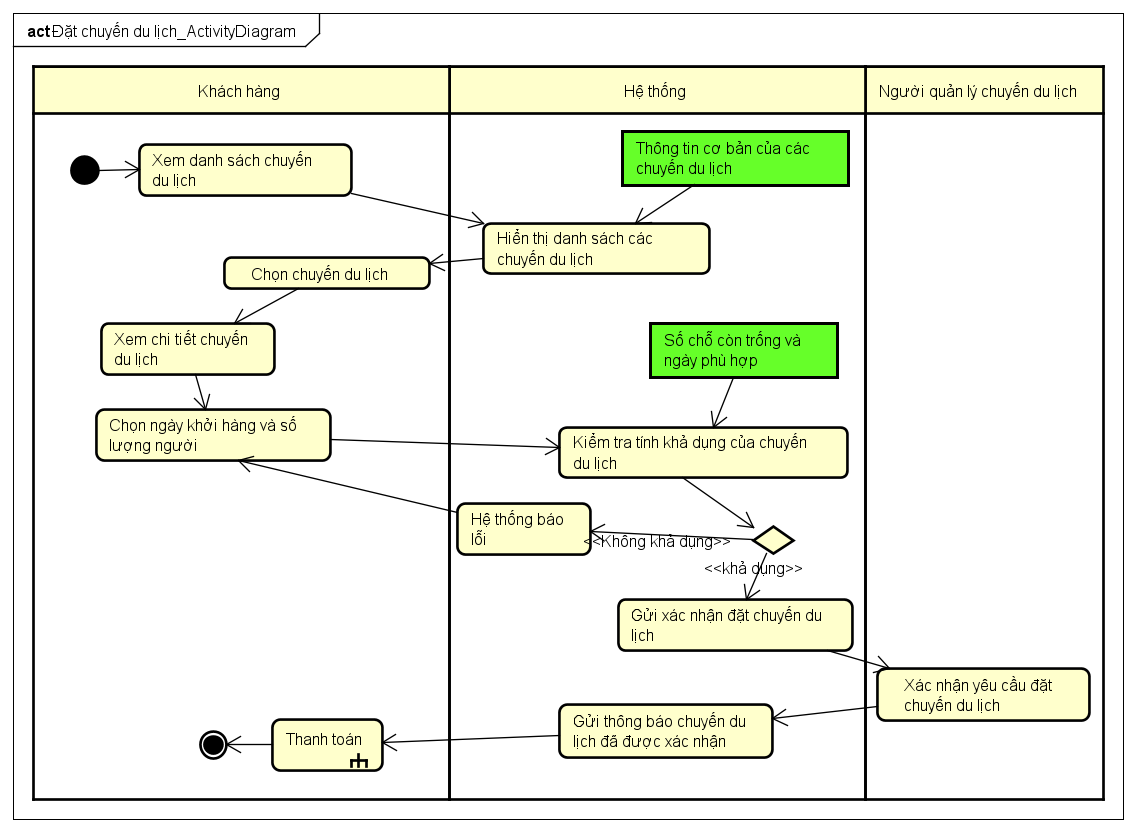 act Đặt chuyến du lịch_ActivityDiagram
Khách hàng
Hệ thống
Người quản lý chuyến du lịch
Xem danh sách chuyến
du lịch
Thông tin cơ bản của các
chuyến du lịch
Hiển thị danh sách các
chuyến du lịch
Chọn chuyến du lịch
Xem chi tiết chuyến
du lịch
Số chỗ còn trống và
ngày phù hợp
Chọn ngày khởi hàng và số
lượng người
Kiểm tra tính khả dụng của chuyến
du lịch
Hệ thống báo
lỗi
<<Không khả dụng>>
<<khả dụng>>
Gửi xác nhận đặt chuyến du
lịch
Xác nhận yêu cầu đặt
chuyến du lịch
Gửi thông báo chuyến du
lịch đã được xác nhận
Thanh toán